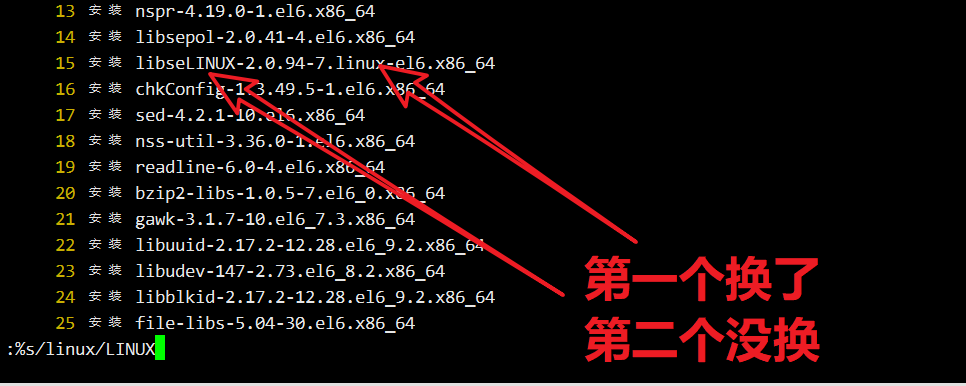 13 安装 nspr-4.19.0-1.el6.x86_64
14 安装 libsepol-2.0.41-4.el6.x86_64
15 安装 libseLINUX-2.0.94-7.linux-el6.x86_64
16 安装 chkConfig-1.3.49.5-1.el6.x86_64
17 安装 sed-4.2.1-10.el6.x86_64
18 安装 nss-util-3.36.0-1.el6.x86_64
19 安装 readline-6.0-4.el6.x86_64
20 安装 bzip2-libs-1.0.5-7.el6_0.x86_64
21 安装 gawk-3.1.7-10.el6_7.3.x86_64
22 安装 libuuid-2.17.2-12.28.el6_9.2.x86_64
23 安装 libudev-147-2.73.el6_8.2.x86_64
24 安装 libblkid-2.17.2-12.28.el6_9.2.x86_64
25 安装 file-libs-5.04-30.el6.x86_64
:%s/linux/LINUX
第一个换了
第二个没换